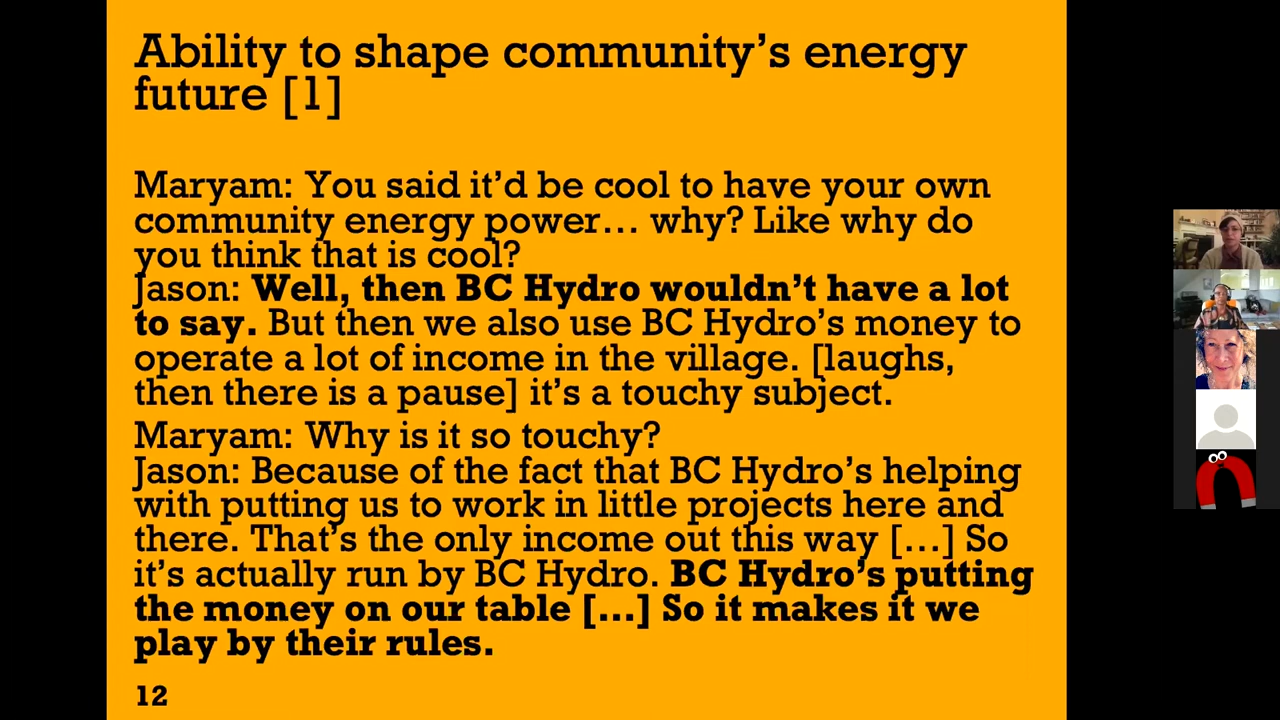 Ability to shape community’s energy
future [1]
Maryam: You said it’d be cool to have your own
community energy power… why? Like why do
you think that is cool?
Jason: Well, then BC Hydro wouldn’t have a lot
to say. But then we also use BC Hydro’s money to
operate a lot of income in the village. [laughs,
then there is a pause] it’s a touchy subject.
Maryam: Why is it so touchy?
Jason: Because of the fact that BC Hydro’s helping
with putting us to work in little projects here and
there. That’s the only income out this way […] So
it’s actually run by BC Hydro. BC Hydro’s putting
the money on our table […] So it makes it we
play by their rules.
12